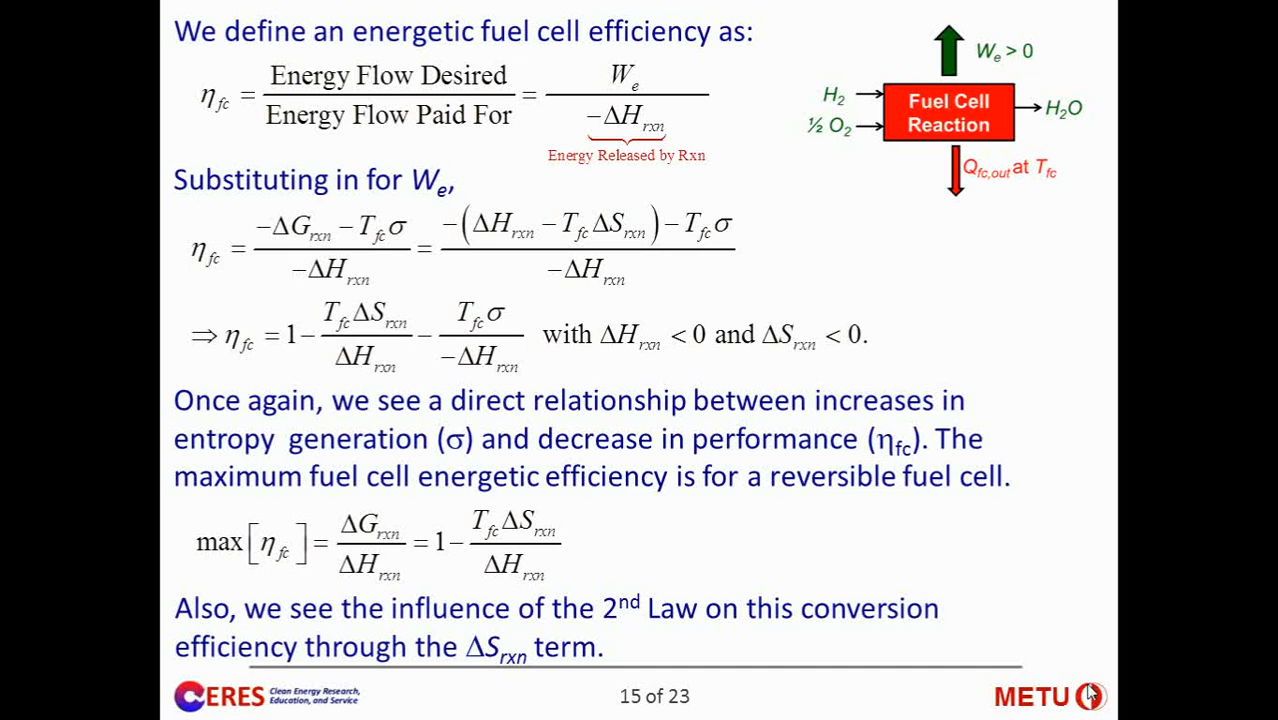 We define an energetic fuel cell efficiency as:
η_fc = Energy Flow Desired / Energy Flow Paid For = W_e / −ΔH_rxn
Energy Released by Rxn
W_e > 0
H_2
½ O_2
Fuel Cell
Reaction
H_2O
Q_fc,out at T_fc
Substituting in for W_e,
η_fc = (−ΔG_rxn − T_fc σ) / −ΔH_rxn = (−(ΔH_rxn − T_fc ΔS_rxn) − T_fc σ) / −ΔH_rxn
⇒ η_fc = 1 − T_fc ΔS_rxn / ΔH_rxn − T_fc σ / −ΔH_rxn with ΔH_rxn < 0 and ΔS_rxn < 0.
Once again, we see a direct relationship between increases in
entropy generation (σ) and decrease in performance (η_fc). The
maximum fuel cell energetic efficiency is for a reversible fuel cell.
max[η_fc] = ΔG_rxn / ΔH_rxn = 1 − T_fc ΔS_rxn / ΔH_rxn
Also, we see the influence of the 2nd Law on this conversion
efficiency through the ΔS_rxn term.
CERES Clean Energy Research,
Education, and Service
15 of 23
METU